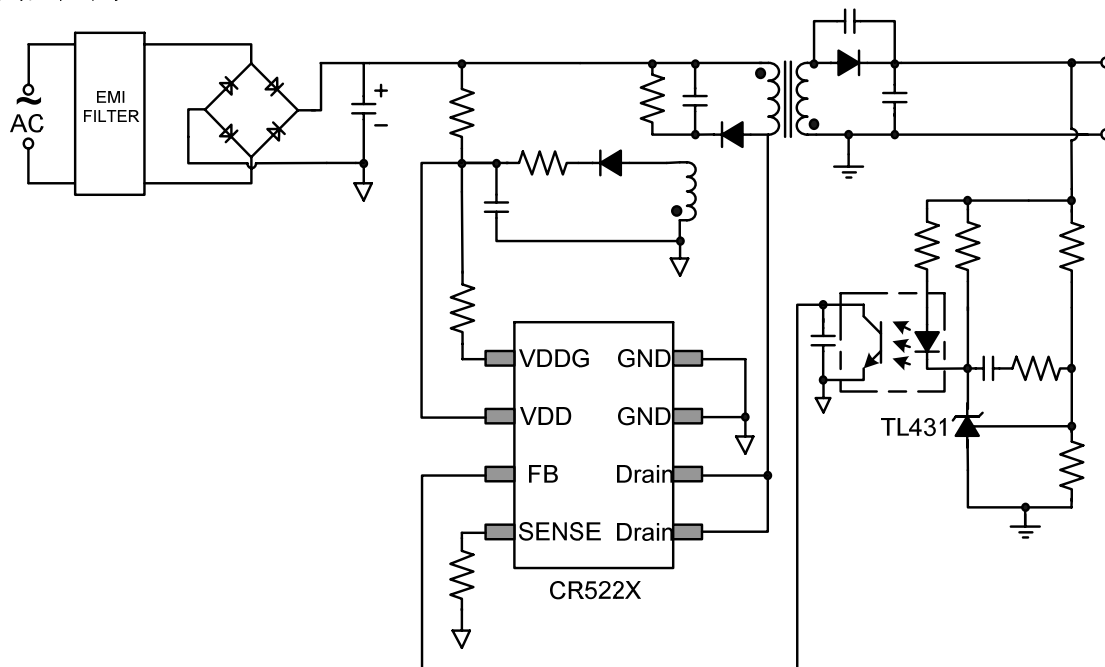 EMI
FILTER
AC
+
−
VDDG GND
VDD GND
FB Drain
SENSE Drain
CR522X
TL431